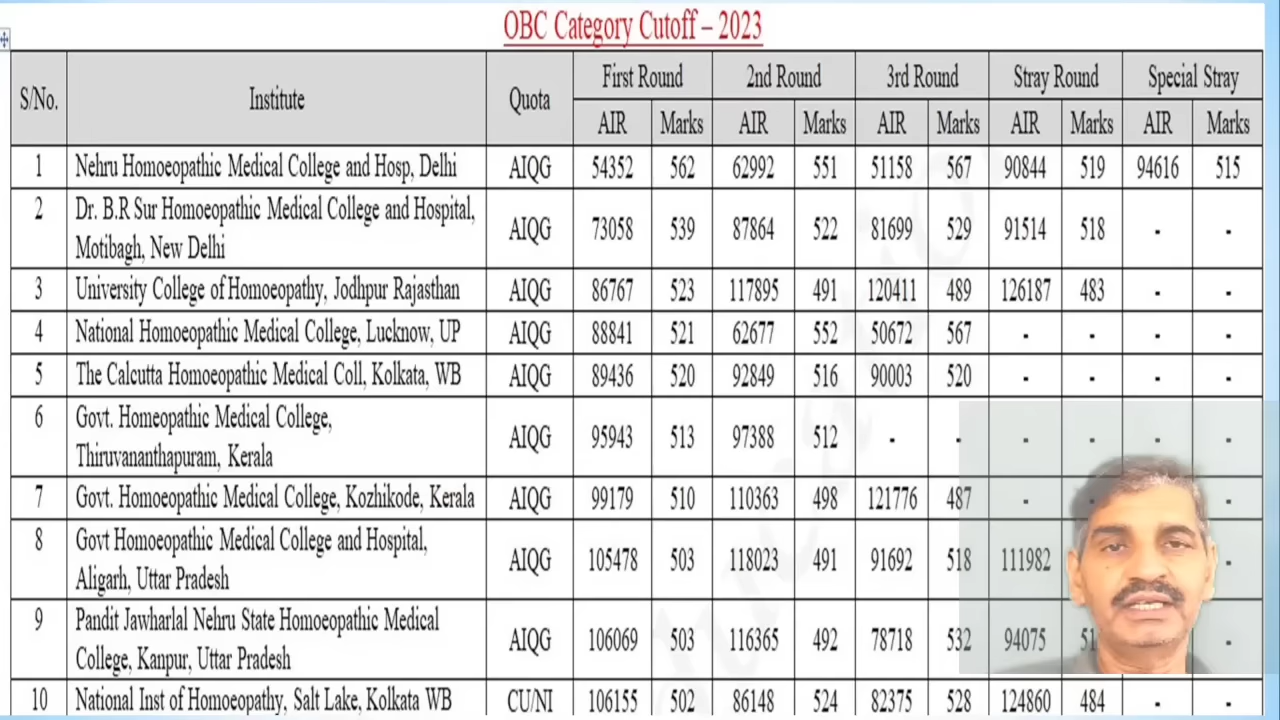 OBC Category Cutoff – 2023
S/No. Institute Quota First Round 2nd Round 3rd Round Stray Round Special Stray
AIR Marks AIR Marks AIR Marks AIR Marks AIR Marks
1 Nehru Homoeopathic Medical College and Hosp, Delhi AIQG 54352 562 62992 551 51158 567 90844 519 94616 515
2 Dr. B.R Sur Homoeopathic Medical College and Hospital,
Motibagh, New Delhi AIQG 73058 539 87864 522 81699 529 91514 518 - -
3 University College of Homoeopathy, Jodhpur Rajasthan AIQG 86767 523 117895 491 120411 489 126187 483 - -
4 National Homoeopathic Medical College, Lucknow, UP AIQG 88841 521 62677 552 50672 567 - - - -
5 The Calcutta Homoeopathic Medical Coll, Kolkata, WB AIQG 89436 520 92849 516 90003 520 - - - -
6 Govt. Homeopathic Medical College,
Thiruvananthapuram, Kerala AIQG 95943 513 97388 512 - - - - - -
7 Govt. Homoeopathic Medical College, Kozhikode, Kerala AIQG 99179 510 110363 498 121776 487 - - - -
8 Govt Homoeopathic Medical College and Hospital,
Aligarh, Uttar Pradesh AIQG 105478 503 118023 491 91692 518 111982 -
9 Pandit Jawharlal Nehru State Homoeopathic Medical
College, Kanpur, Uttar Pradesh AIQG 106069 503 116365 492 78718 532 94075 -
10 National Inst of Homoeopathy, Salt Lake, Kolkata WB CU/NI 106155 502 86148 524 82375 528 124860 484 - -